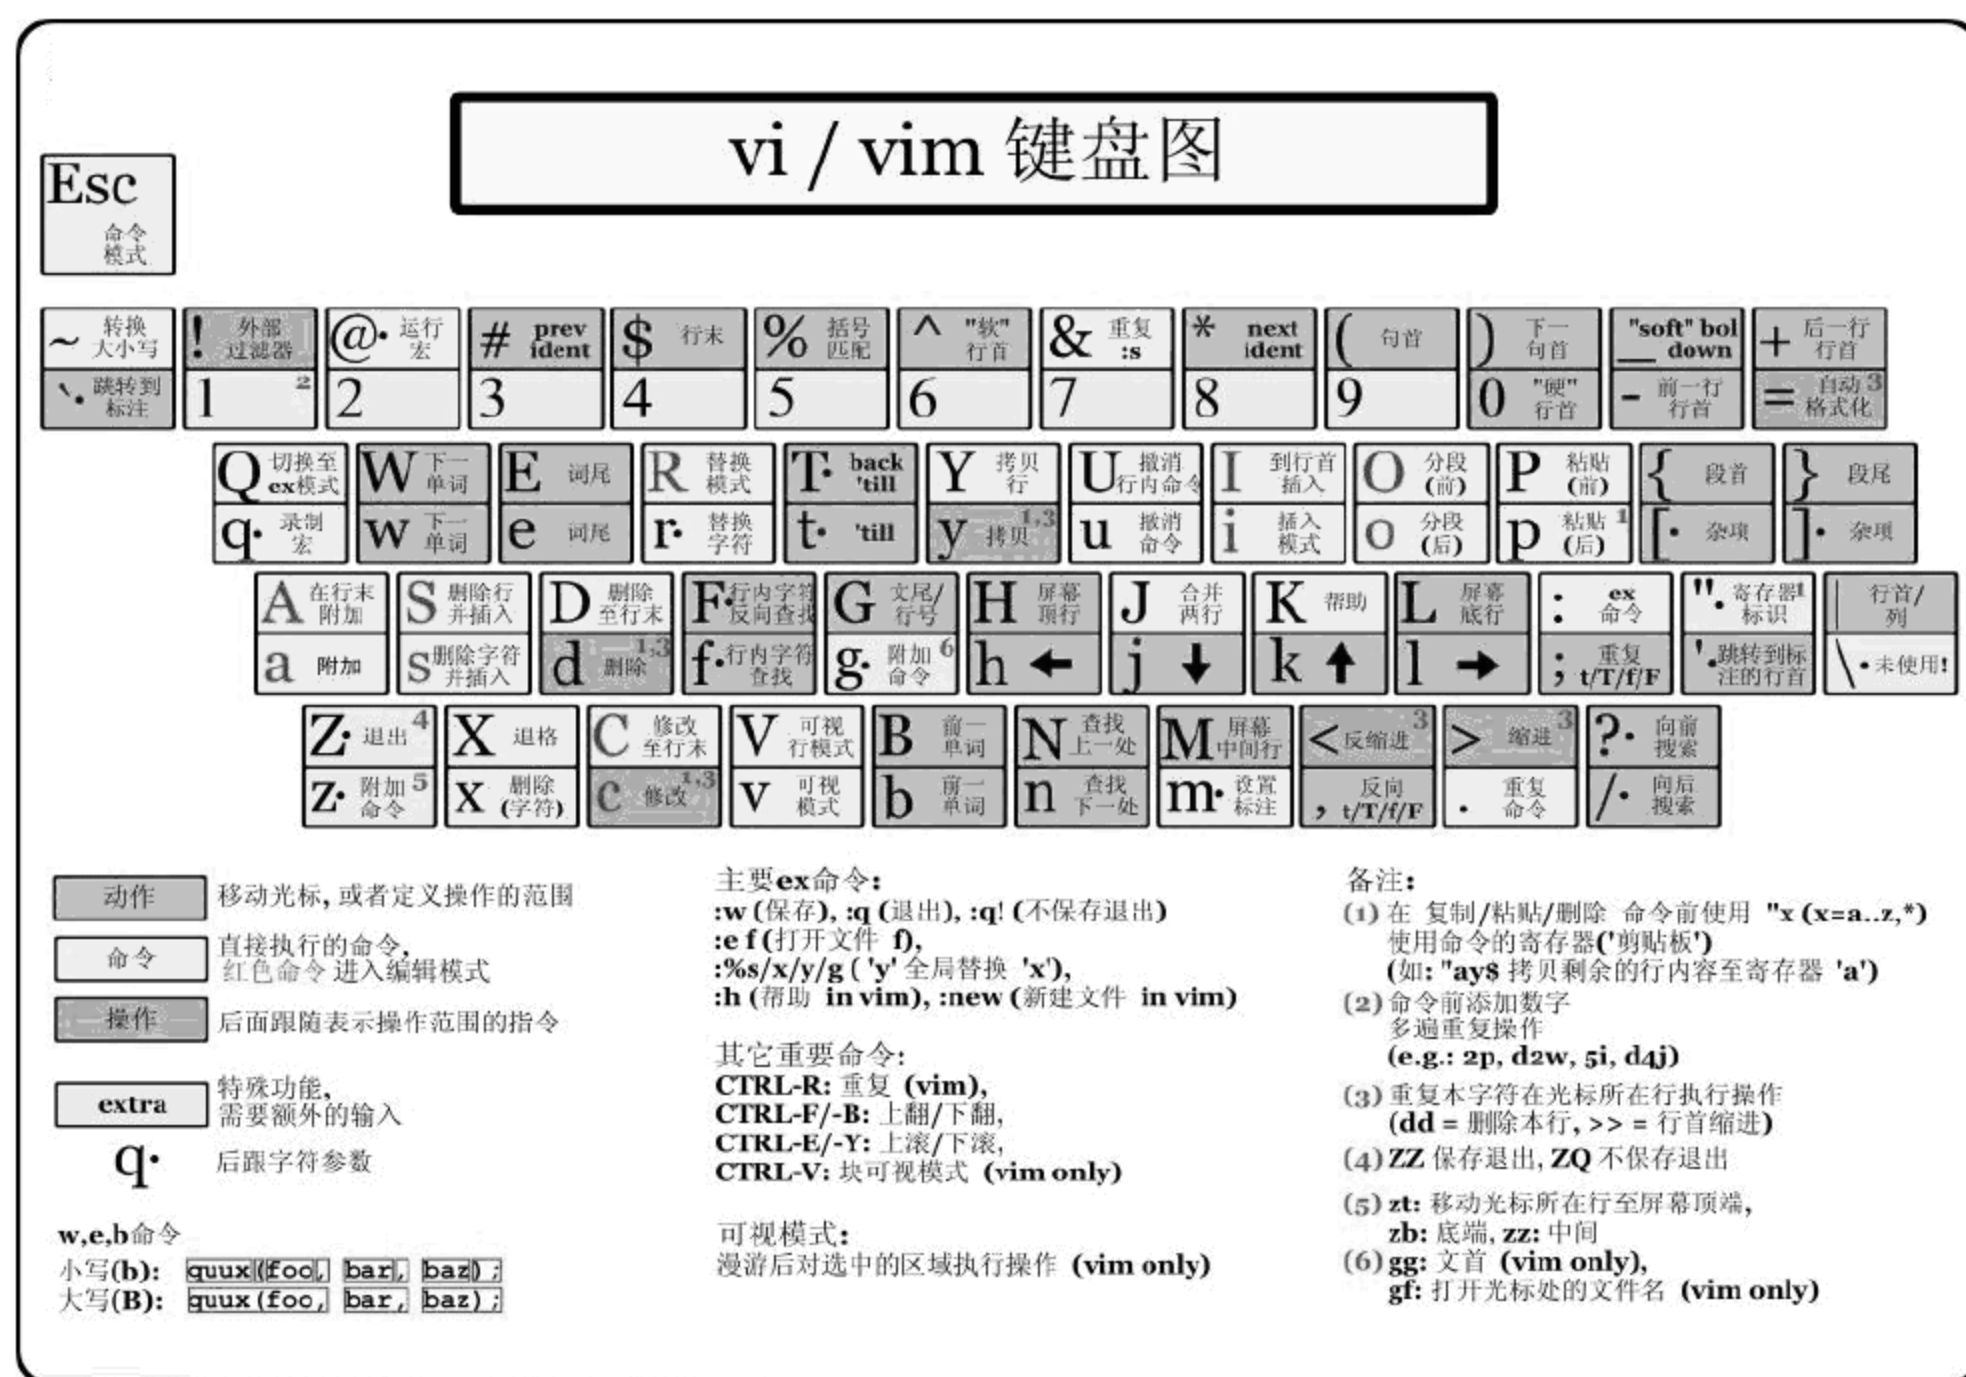 vi / vim 键盘图
Esc
命令
模式
~ 转换
大小写
! 外部
过滤器
@· 运行
宏
# prev
ident
$ 行末
% 括号
匹配
^ "软"
行首
& 重复
:s
* next
ident
( 句首
) 下一
句首
"soft" bol
_ down
+ 后一行
行首
`· 跳转到
标注
1 2
2
3
4
5
6
7
8
9
0 "硬"
行首
- 前一行
行首
= 自动 3
格式化
Q 切换至
ex模式
W 下一
单词
E 词尾
R 替换
模式
T· back
'till
Y 拷贝
行
U 撤消
行内命令
I 到行首
插入
O 分段
(前)
P 粘贴
(前)
{ 段首
} 段尾
q· 录制
宏
w 下一
单词
e 词尾
r· 替换
字符
t· 'till
y 拷贝 1,3
u 撤消
命令
i 插入
模式
o 分段
(后)
p 粘贴 1
(后)
[· 杂项
]· 杂项
A 在行末
附加
S 删除行
并插入
D 删除
至行末
F· 行内字符
反向查找
G 文尾/
行号
H 屏幕
顶行
J 合并
两行
K 帮助
L 屏幕
底行
: ex
命令
"· 寄存器1
标识
| 行首/
列
a 附加
s 删除字符
并插入
d 删除 1,3
f· 行内字符
查找
g· 附加 6
命令
h ←
j ↓
k ↑
l →
; 重复
t/T/f/F
'· 跳转到标
注的行首
\· 未使用!
Z· 退出 4
X 退格
C 修改
至行末
V 可视
行模式
B 前一
单词
N 查找
上一处
M 屏幕
中间行
< 反缩进 3
> 缩进 3
?· 向前
搜索
z· 附加 5
命令
x 删除
(字符)
c 修改 1,3
v 可视
模式
b 前一
单词
n 查找
下一处
m· 设置
标注
, 反向
t/T/f/F
. 重复
命令
/· 向后
搜索
动作 移动光标, 或者定义操作的范围
命令 直接执行的命令,
红色命令 进入编辑模式
操作 后面跟随表示操作范围的指令
extra 特殊功能,
需要额外的输入
q· 后跟字符参数
w,e,b命令
小写(b): quux(foo, bar, baz);
大写(B): quux(foo, bar, baz);
主要ex命令:
:w (保存), :q (退出), :q! (不保存退出)
:e f (打开文件 f),
:%s/x/y/g ( 'y' 全局替换 'x'),
:h (帮助 in vim), :new (新建文件 in vim)
其它重要命令:
CTRL-R: 重复 (vim),
CTRL-F/-B: 上翻/下翻,
CTRL-E/-Y: 上滚/下滚,
CTRL-V: 块可视模式 (vim only)
可视模式:
漫游后对选中的区域执行操作 (vim only)
备注:
(1) 在 复制/粘贴/删除 命令前使用 "x (x=a..z,*)
使用命令的寄存器('剪贴板')
(如: "ay$ 拷贝剩余的行内容至寄存器 'a')
(2) 命令前添加数字
多遍重复操作
(e.g.: 2p, d2w, 5i, d4j)
(3) 重复本字符在光标所在行执行操作
(dd = 删除本行, >> = 行首缩进)
(4) ZZ 保存退出, ZQ 不保存退出
(5) zt: 移动光标所在行至屏幕顶端,
zb: 底端, zz: 中间
(6) gg: 文首 (vim only),
gf: 打开光标处的文件名 (vim only)